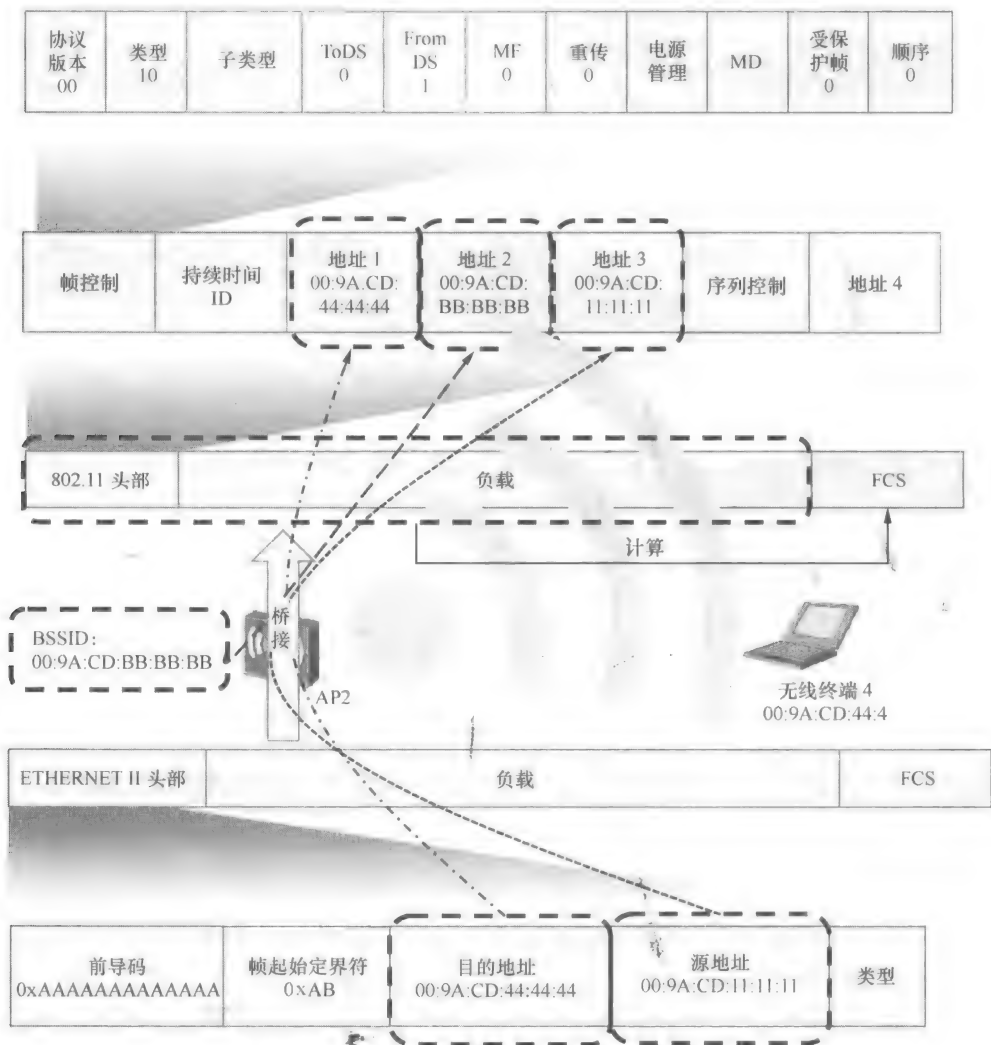 协议
版本
00
类型
10
子类型
ToDS
0
From
DS
1
MF
0
重传
0
电源
管理
MD
受保
护帧
0
顺序
0
帧控制
持续时间
ID
地址 1
00:9A:CD:
44:44:44
地址 2
00:9A:CD:
BB:BB:BB
地址 3
00:9A:CD:
11:11:11
序列控制
地址 4
802.11 头部
负载
FCS
计算
桥
接
BSSID:
00:9A:CD:BB:BB:BB
AP2
无线终端 4
00:9A:CD:44:4
ETHERNET II 头部
负载
FCS
前导码
0xAAAAAAAAAAAAAA
帧起始定界符
0xAB
目的地址
00:9A:CD:44:44:44
源地址
00:9A:CD:11:11:11
类型